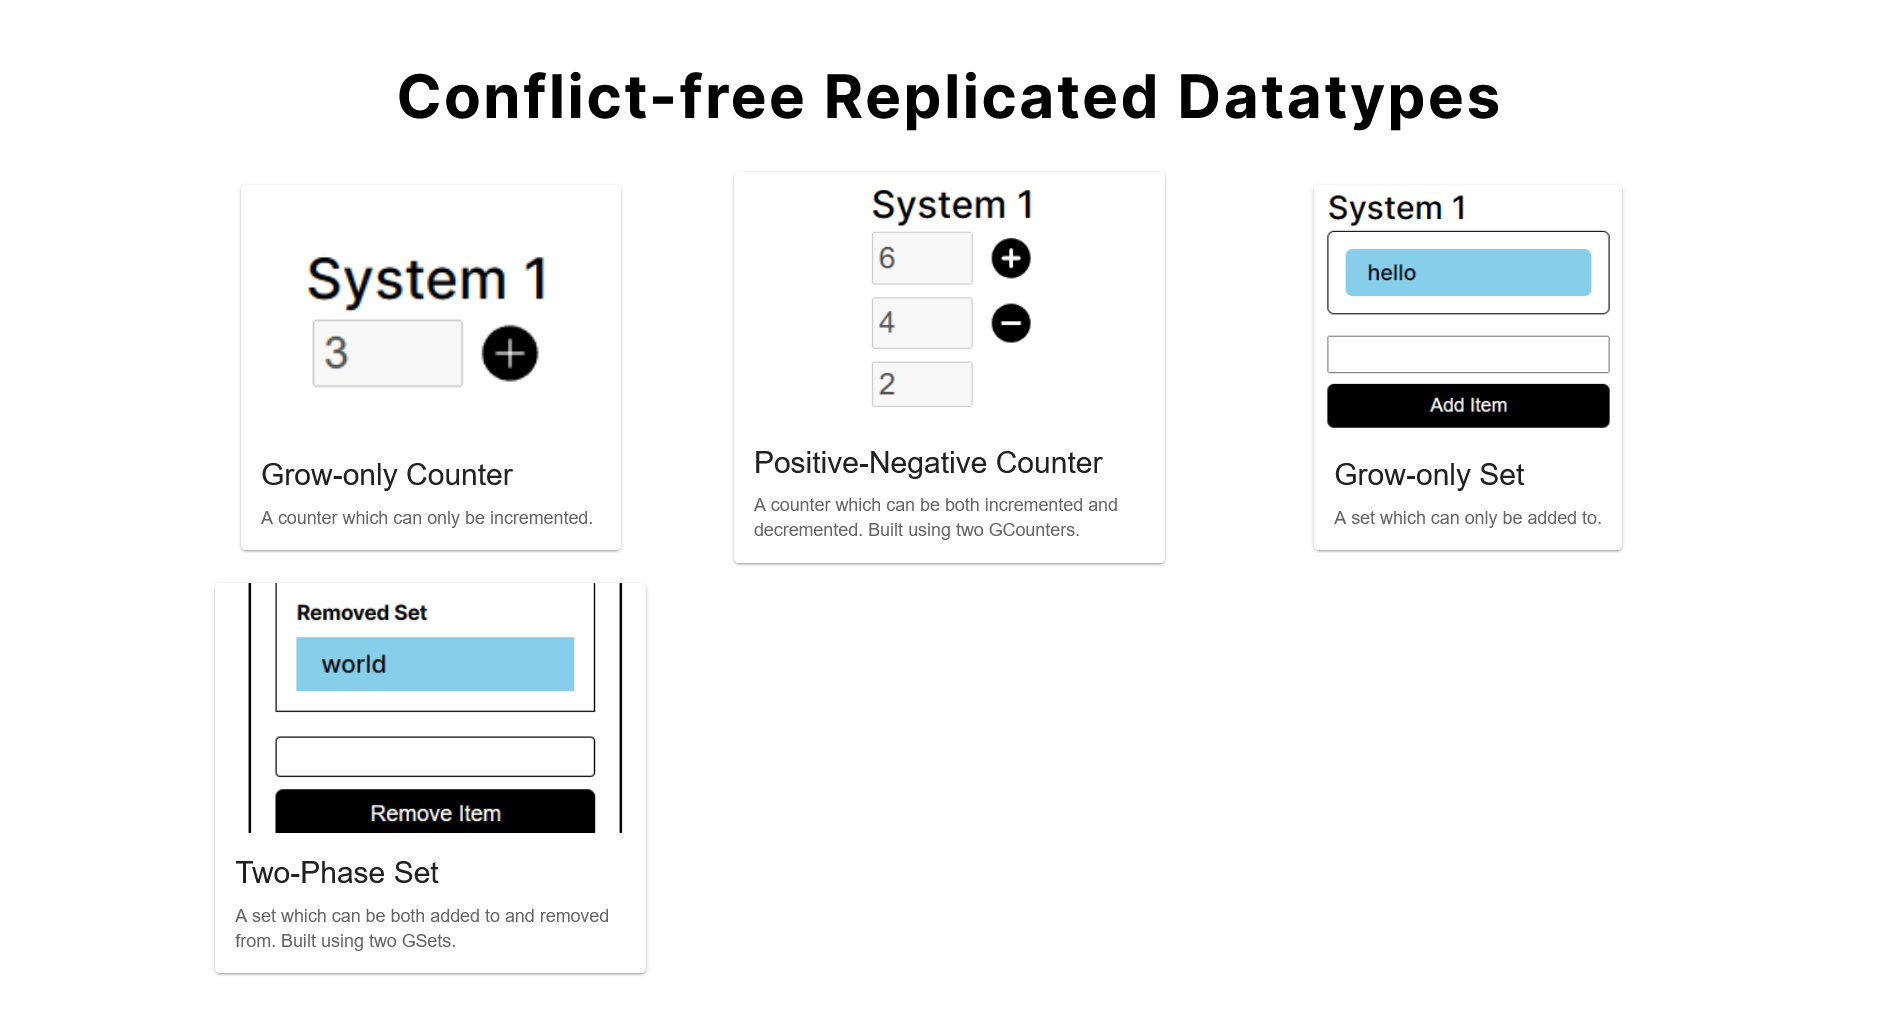 Conflict-free Replicated Datatypes
System 1
3
Grow-only Counter
A counter which can only be incremented.
System 1
6
4
2
Positive-Negative Counter
A counter which can be both incremented and
decremented. Built using two GCounters.
System 1
hello
Add Item
Grow-only Set
A set which can only be added to.
Removed Set
world
Remove Item
Two-Phase Set
A set which can be both added to and removed
from. Built using two GSets.